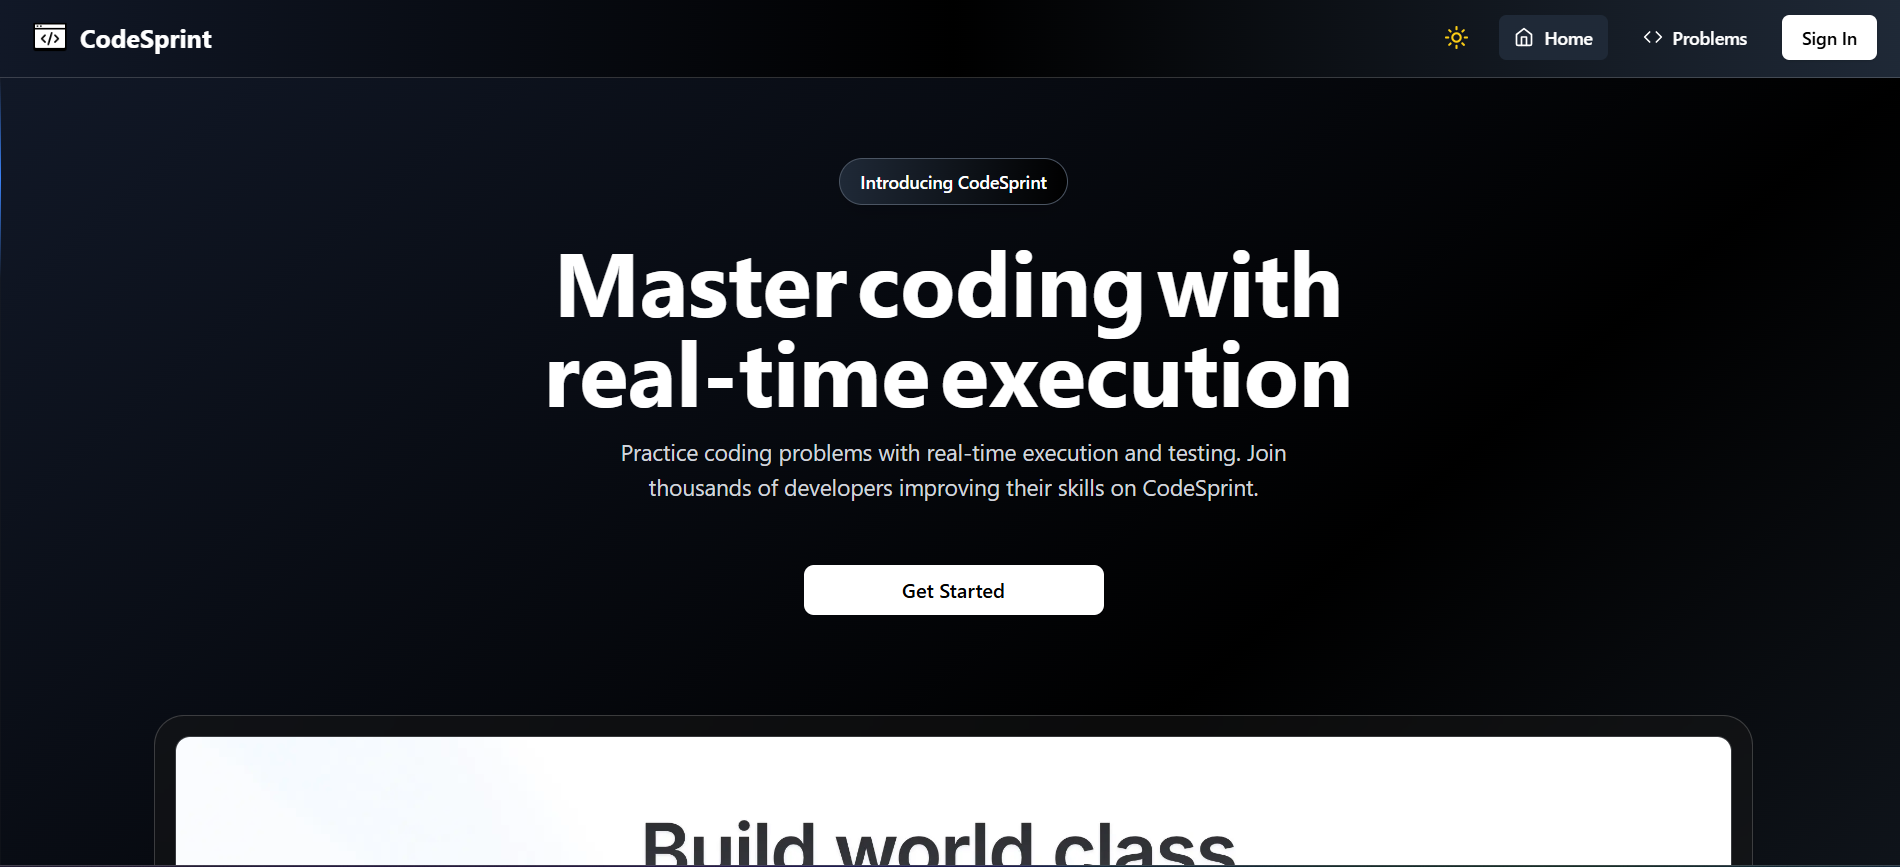 CodeSprint
Home
Problems
Sign In
Introducing CodeSprint
Master coding with
real-time execution
Practice coding problems with real-time execution and testing. Join
thousands of developers improving their skills on CodeSprint.
Get Started
Build world class